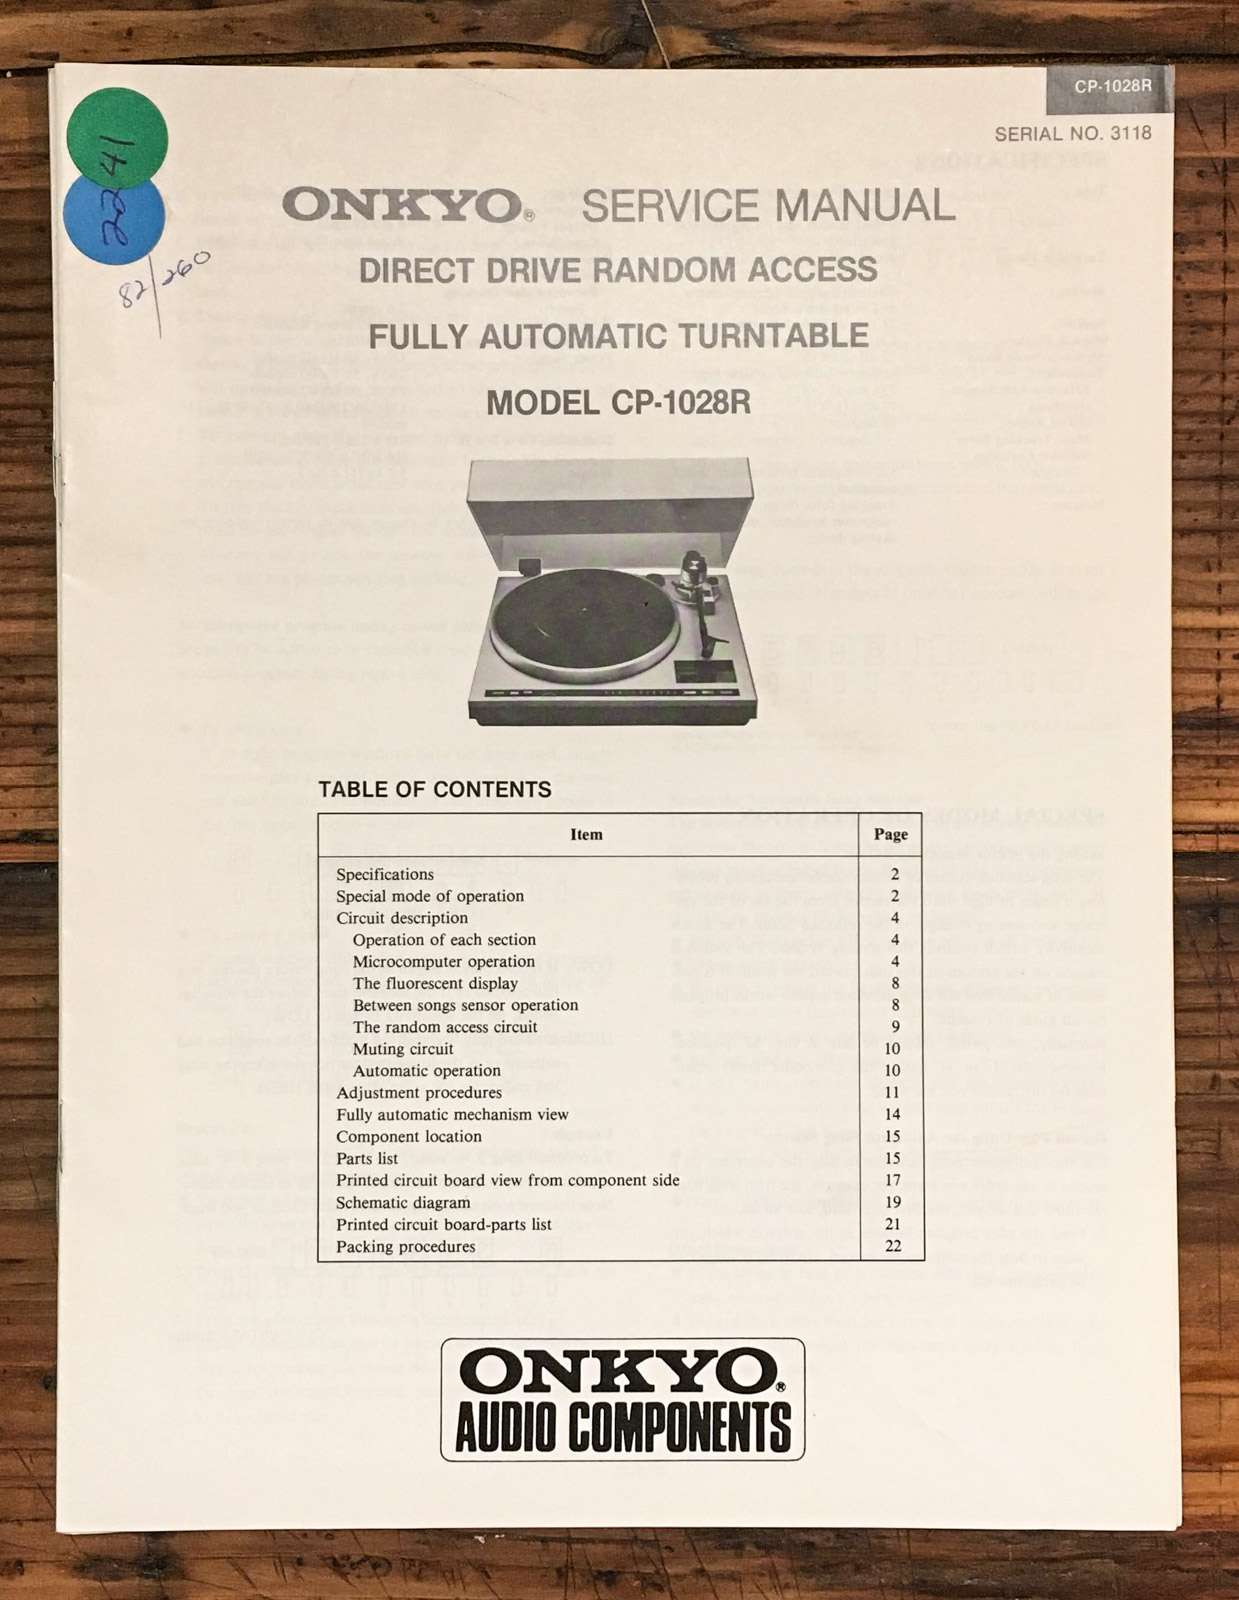 CP-1028R
SERIAL NO. 3118
2241
82/260
ONKYO® SERVICE MANUAL
DIRECT DRIVE RANDOM ACCESS
FULLY AUTOMATIC TURNTABLE
MODEL CP-1028R
TABLE OF CONTENTS
Item Page
Specifications 2
Special mode of operation 2
Circuit description 4
Operation of each section 4
Microcomputer operation 4
The fluorescent display 8
Between songs sensor operation 8
The random access circuit 9
Muting circuit 10
Automatic operation 10
Adjustment procedures 11
Fully automatic mechanism view 14
Component location 15
Parts list 15
Printed circuit board view from component side 17
Schematic diagram 19
Printed circuit board-parts list 21
Packing procedures 22
ONKYO®
AUDIO COMPONENTS